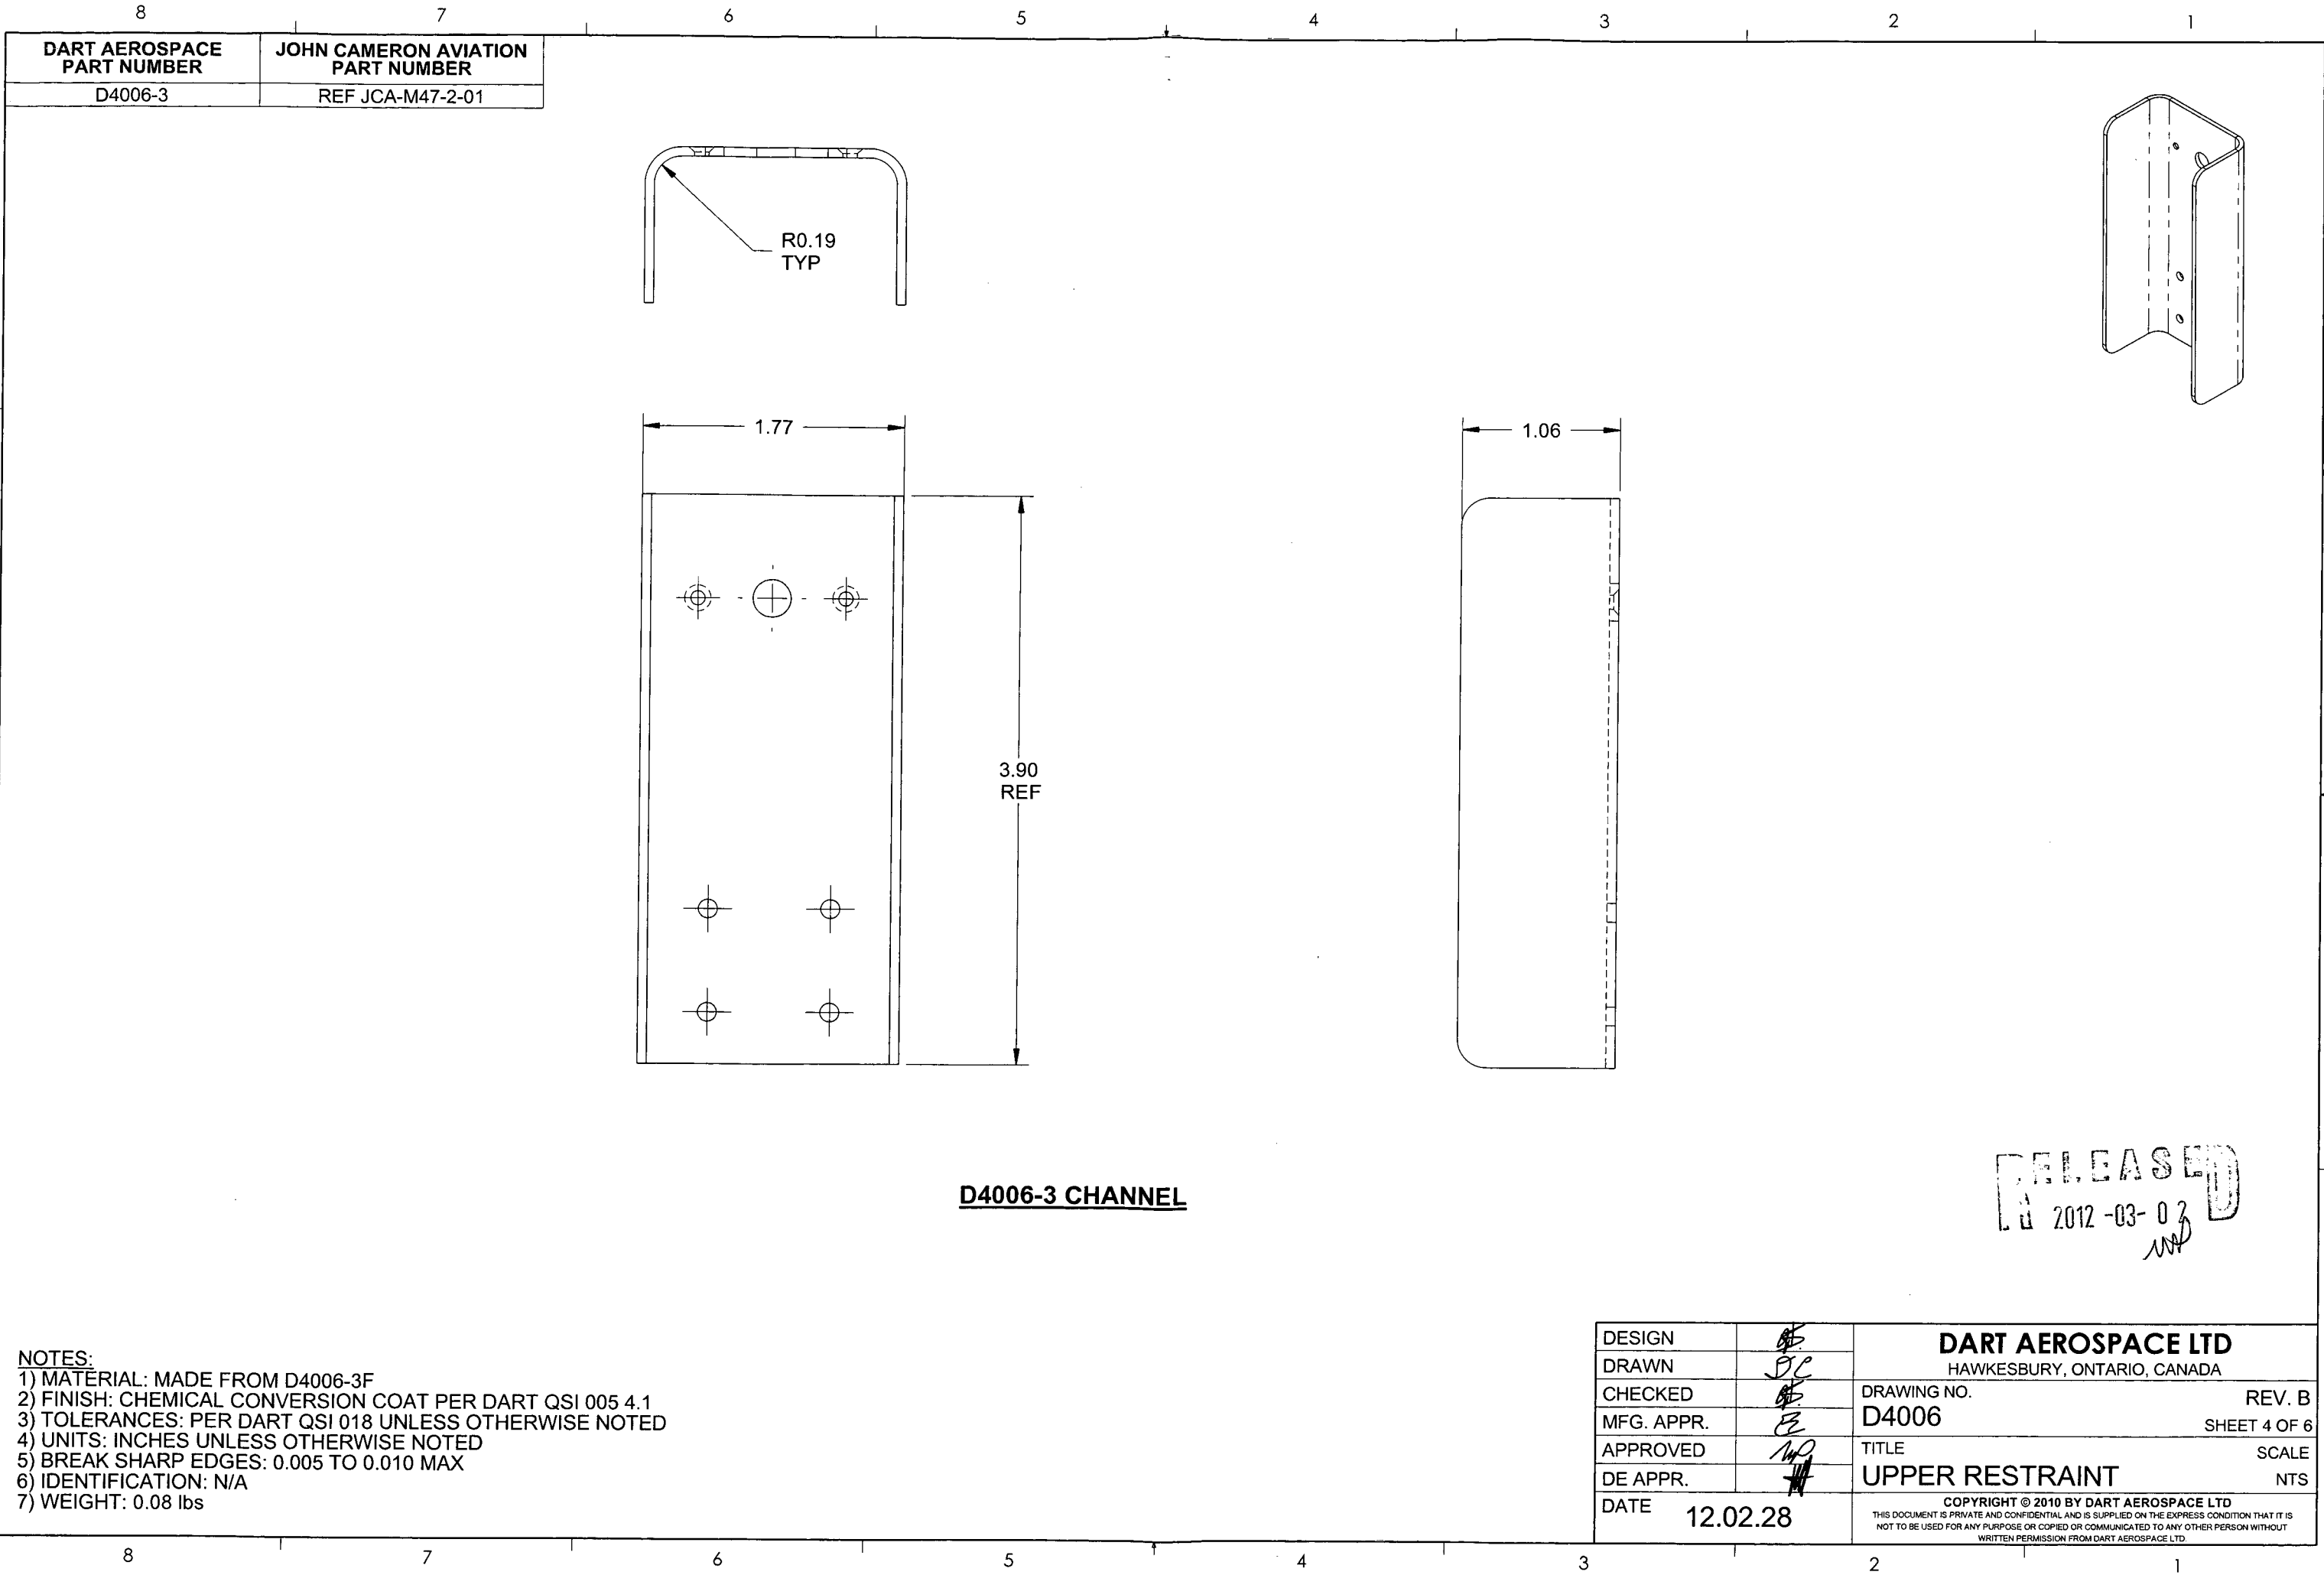 8 7 6 5 4 3 2 1
DART AEROSPACE PART NUMBER
JOHN CAMERON AVIATION PART NUMBER
D4006-3
REF JCA-M47-2-01
R0.19
TYP
1.77
1.06
3.90
REF
D4006-3 CHANNEL
RELEASED
2012-03-02
NOTES:
1) MATERIAL: MADE FROM D4006-3F
2) FINISH: CHEMICAL CONVERSION COAT PER DART QSI 005 4.1
3) TOLERANCES: PER DART QSI 018 UNLESS OTHERWISE NOTED
4) UNITS: INCHES UNLESS OTHERWISE NOTED
5) BREAK SHARP EDGES: 0.005 TO 0.010 MAX
6) IDENTIFICATION: N/A
7) WEIGHT: 0.08 lbs
DESIGN
DRAWN DC
CHECKED
MFG. APPR.
APPROVED
DE APPR.
DATE 12.02.28
DART AEROSPACE LTD
HAWKESBURY, ONTARIO, CANADA
DRAWING NO. REV. B
D4006 SHEET 4 OF 6
TITLE SCALE
UPPER RESTRAINT NTS
COPYRIGHT © 2010 BY DART AEROSPACE LTD
THIS DOCUMENT IS PRIVATE AND CONFIDENTIAL AND IS SUPPLIED ON THE EXPRESS CONDITION THAT IT IS
NOT TO BE USED FOR ANY PURPOSE OR COPIED OR COMMUNICATED TO ANY OTHER PERSON WITHOUT
WRITTEN PERMISSION FROM DART AEROSPACE LTD.
8 7 6 5 4 3 2 1